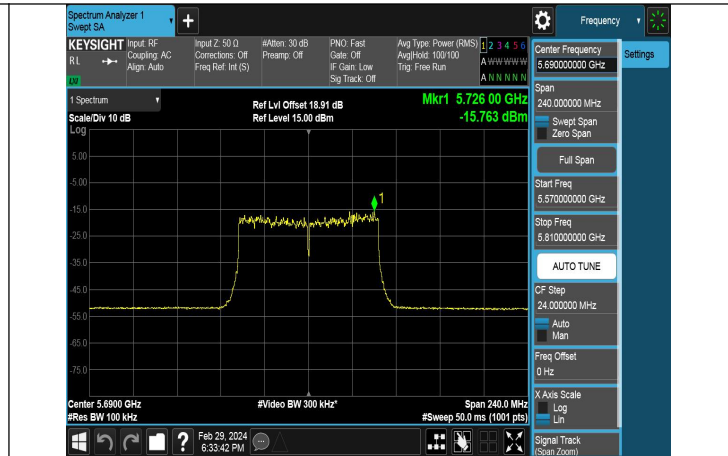 Spectrum Analyzer 1
Swept SA
+
Frequency
KEYSIGHT
RL
LXI
Input: RF
Coupling: AC
Align: Auto
Input Z: 50 Ω
Corrections: Off
Freq Ref: Int (S)
#Atten: 30 dB
Preamp: Off
PNO: Fast
Gate: Off
IF Gain: Low
Sig Track: Off
Avg Type: Power (RMS)
Avg|Hold: 100/100
Trig: Free Run
1 2 3 4 5 6
A W W W W W
A N N N N N
1 Spectrum
Scale/Div 10 dB
Log
Ref Lvl Offset 18.91 dB
Ref Level 15.00 dBm
Mkr1 5.726 00 GHz
-15.763 dBm
5.00
-5.00
-15.0
-25.0
-35.0
-45.0
-55.0
-65.0
-75.0
1
Center 5.6900 GHz
#Res BW 100 kHz
#Video BW 300 kHz*
Span 240.0 MHz
#Sweep 50.0 ms (1001 pts)
?
Feb 29, 2024
6:33:42 PM
Center Frequency
5.690000000 GHz
Settings
Span
240.000000 MHz
Swept Span
Zero Span
Full Span
Start Freq
5.570000000 GHz
Stop Freq
5.810000000 GHz
AUTO TUNE
CF Step
24.000000 MHz
Auto
Man
Freq Offset
0 Hz
X Axis Scale
Log
Lin
Signal Track
(Span Zoom)